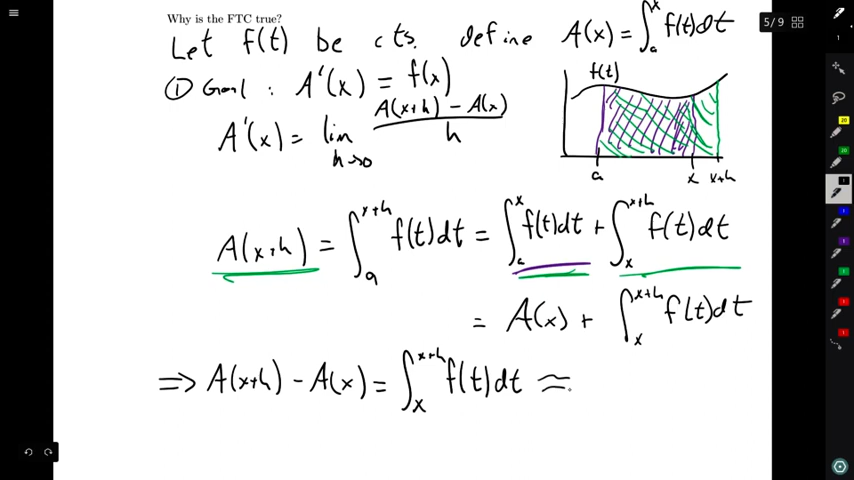 Why is the FTC true?
5/9
Let f(t) be cts. define A(x) = ∫_a^x f(t)dt
① Goal : A'(x) = f(x)
A'(x) = lim_{h→0} (A(x+h) - A(x)) / h
f(t)
a x x+h
A(x+h) = ∫_a^{x+h} f(t)dt = ∫_a^x f(t)dt + ∫_x^{x+h} f(t)dt
= A(x) + ∫_x^{x+h} f(t)dt
⇒ A(x+h) - A(x) = ∫_x^{x+h} f(t)dt ≈